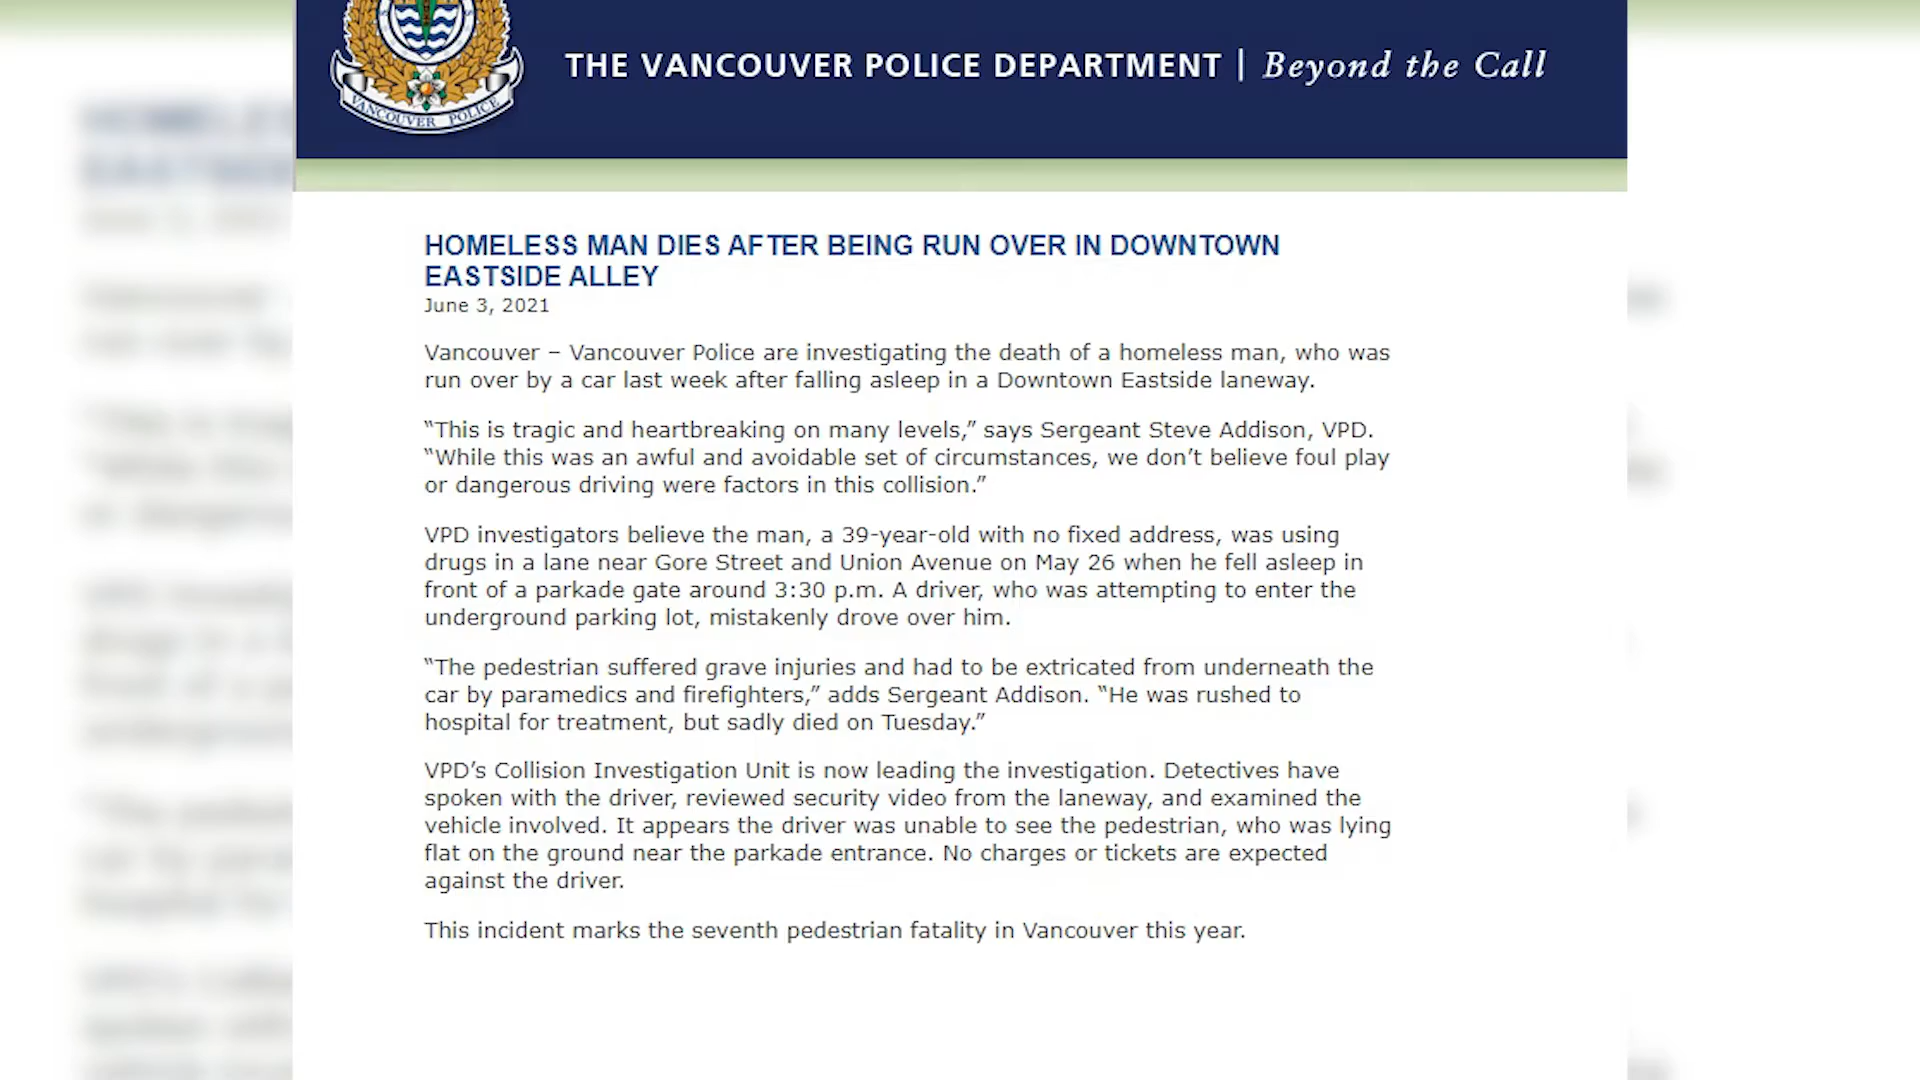 VANCOUVER POLICE
THE VANCOUVER POLICE DEPARTMENT | Beyond the Call
HOMELESS MAN DIES AFTER BEING RUN OVER IN DOWNTOWN
EASTSIDE ALLEY
June 3, 2021
Vancouver – Vancouver Police are investigating the death of a homeless man, who was
run over by a car last week after falling asleep in a Downtown Eastside laneway.
“This is tragic and heartbreaking on many levels,” says Sergeant Steve Addison, VPD.
“While this was an awful and avoidable set of circumstances, we don’t believe foul play
or dangerous driving were factors in this collision.”
VPD investigators believe the man, a 39-year-old with no fixed address, was using
drugs in a lane near Gore Street and Union Avenue on May 26 when he fell asleep in
front of a parkade gate around 3:30 p.m. A driver, who was attempting to enter the
underground parking lot, mistakenly drove over him.
“The pedestrian suffered grave injuries and had to be extricated from underneath the
car by paramedics and firefighters,” adds Sergeant Addison. “He was rushed to
hospital for treatment, but sadly died on Tuesday.”
VPD’s Collision Investigation Unit is now leading the investigation. Detectives have
spoken with the driver, reviewed security video from the laneway, and examined the
vehicle involved. It appears the driver was unable to see the pedestrian, who was lying
flat on the ground near the parkade entrance. No charges or tickets are expected
against the driver.
This incident marks the seventh pedestrian fatality in Vancouver this year.